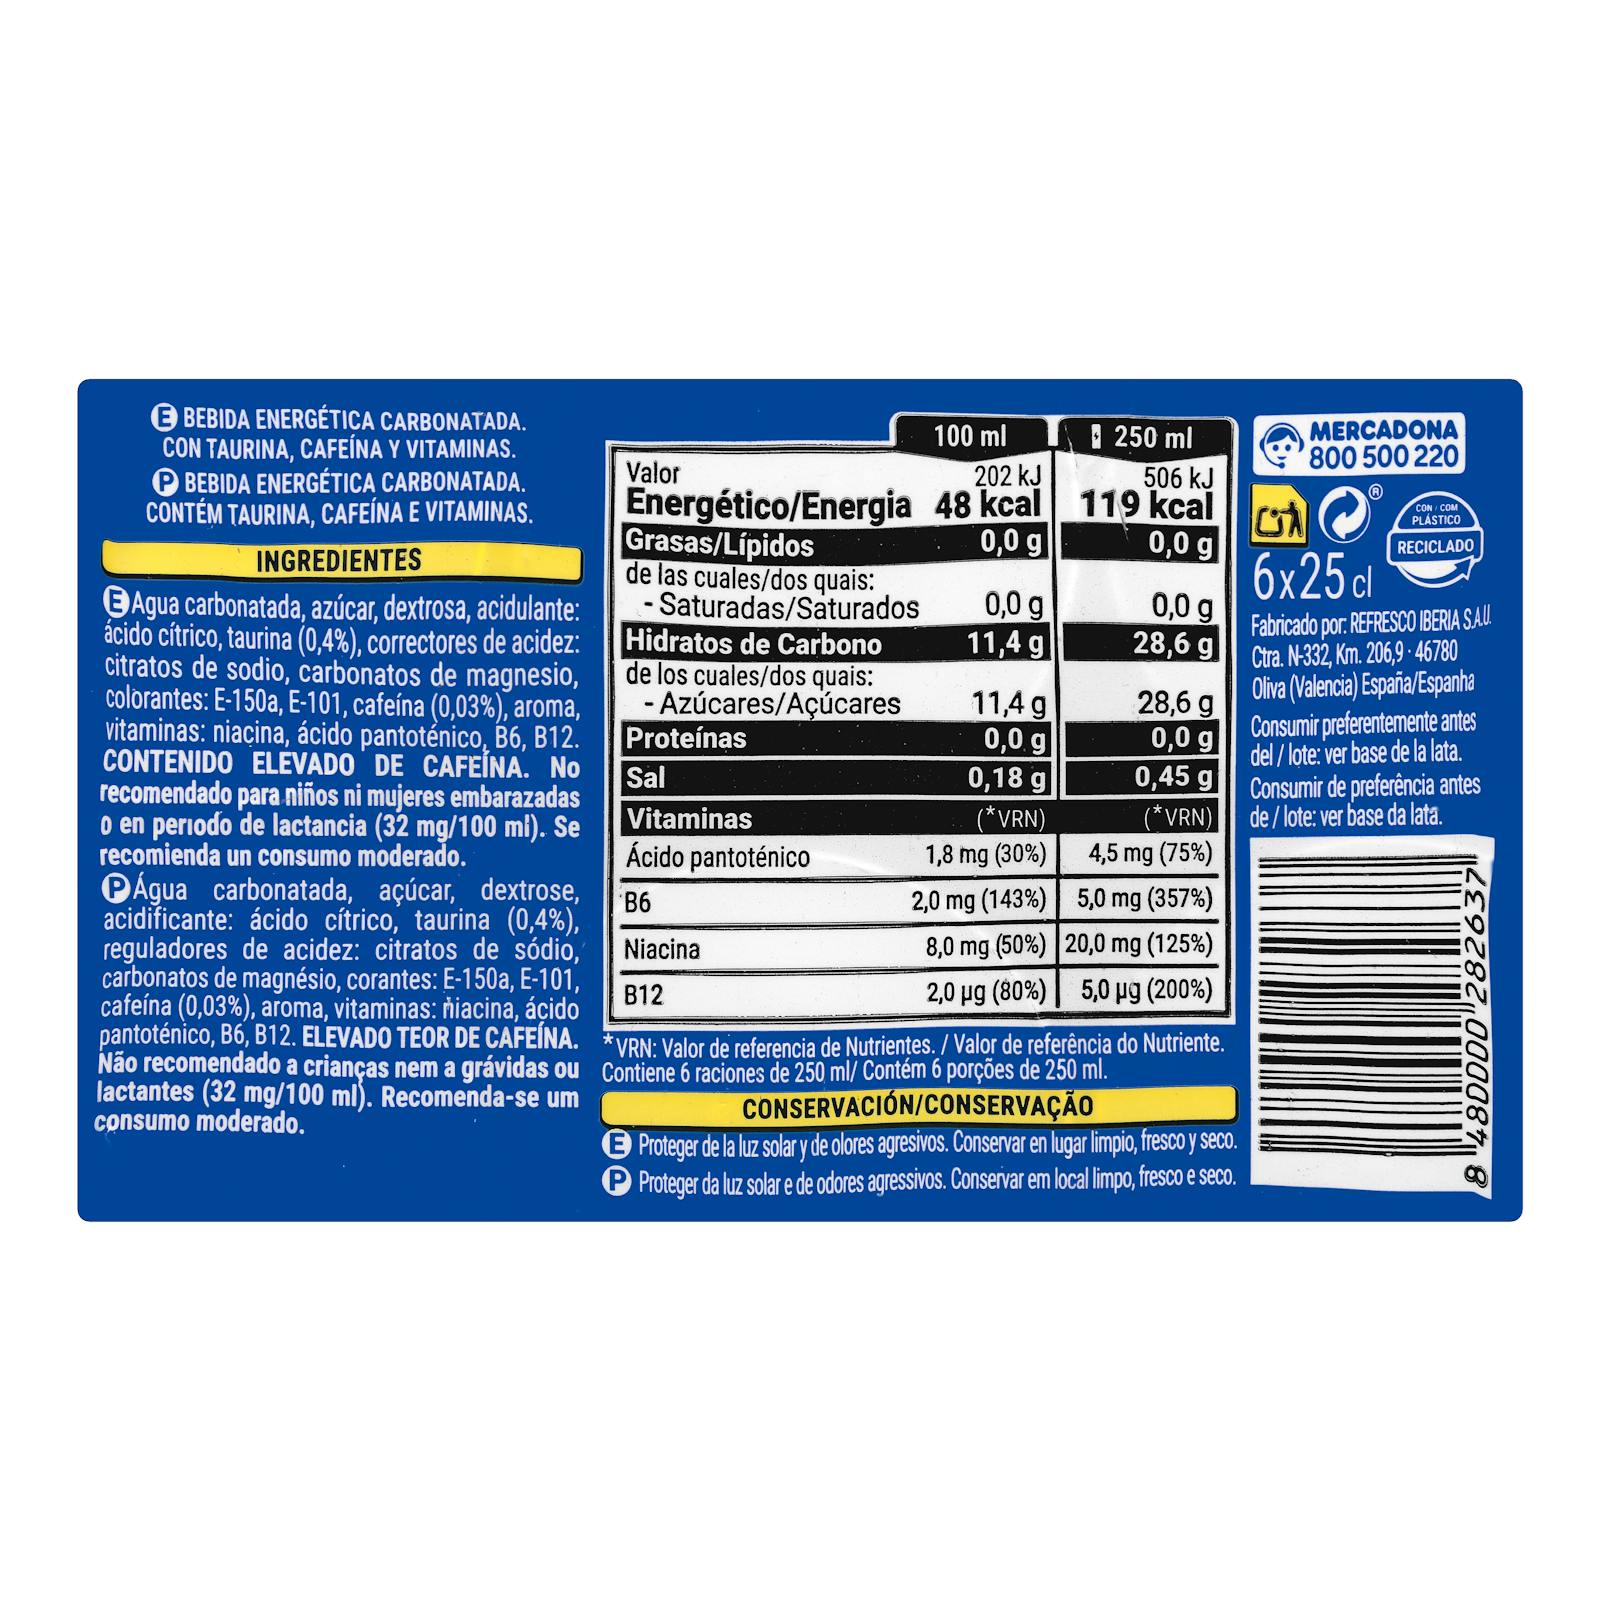 E BEBIDA ENERGÉTICA CARBONATADA.
CON TAURINA, CAFEÍNA Y VITAMINAS.
P BEBIDA ENERGÉTICA CARBONATADA.
CONTÉM TAURINA, CAFEÍNA E VITAMINAS.
INGREDIENTES
E Agua carbonatada, azúcar, dextrosa, acidulante:
ácido cítrico, taurina (0,4%), correctores de acidez:
citratos de sodio, carbonatos de magnesio,
colorantes: E-150a, E-101, cafeína (0,03%), aroma,
vitaminas: niacina, ácido pantoténico, B6, B12.
CONTENIDO ELEVADO DE CAFEÍNA. No
recomendado para niños ni mujeres embarazadas
o en periodo de lactancia (32 mg/100 ml). Se
recomienda un consumo moderado.
P Água carbonatada, açúcar, dextrose,
acidificante: ácido cítrico, taurina (0,4%),
reguladores de acidez: citratos de sódio,
carbonatos de magnésio, corantes: E-150a, E-101,
cafeína (0,03%), aroma, vitaminas: niacina, ácido
pantoténico, B6, B12. ELEVADO TEOR DE CAFEÍNA.
Não recomendado a crianças nem a grávidas ou
lactantes (32 mg/100 ml). Recomenda-se um
consumo moderado.
100 ml 250 ml
Valor 202 kJ 506 kJ
Energético/Energia 48 kcal 119 kcal
Grasas/Lípidos 0,0 g 0,0 g
de las cuales/dos quais:
- Saturadas/Saturados 0,0 g 0,0 g
Hidratos de Carbono 11,4 g 28,6 g
de los cuales/dos quais:
- Azúcares/Açúcares 11,4 g 28,6 g
Proteínas 0,0 g 0,0 g
Sal 0,18 g 0,45 g
Vitaminas (*VRN) (*VRN)
Ácido pantoténico 1,8 mg (30%) 4,5 mg (75%)
B6 2,0 mg (143%) 5,0 mg (357%)
Niacina 8,0 mg (50%) 20,0 mg (125%)
B12 2,0 µg (80%) 5,0 µg (200%)
* VRN: Valor de referencia de Nutrientes. / Valor de referência do Nutriente.
Contiene 6 raciones de 250 ml/ Contém 6 porções de 250 ml.
CONSERVACIÓN/CONSERVAÇÃO
E Proteger de la luz solar y de olores agresivos. Conservar en lugar limpio, fresco y seco.
P Proteger da luz solar e de odores agressivos. Conservar em local limpo, fresco e seco.
MERCADONA
800 500 220
®
CON / COM
PLÁSTICO
RECICLADO
6x25 cl
Fabricado por: REFRESCO IBERIA S.A.U.
Ctra. N-332, Km. 206,9 · 46780
Oliva (Valencia) España/Espanha
Consumir preferentemente antes
del / lote: ver base de la lata.
Consumir de preferência antes
de / lote: ver base da lata.
8 480000 282637